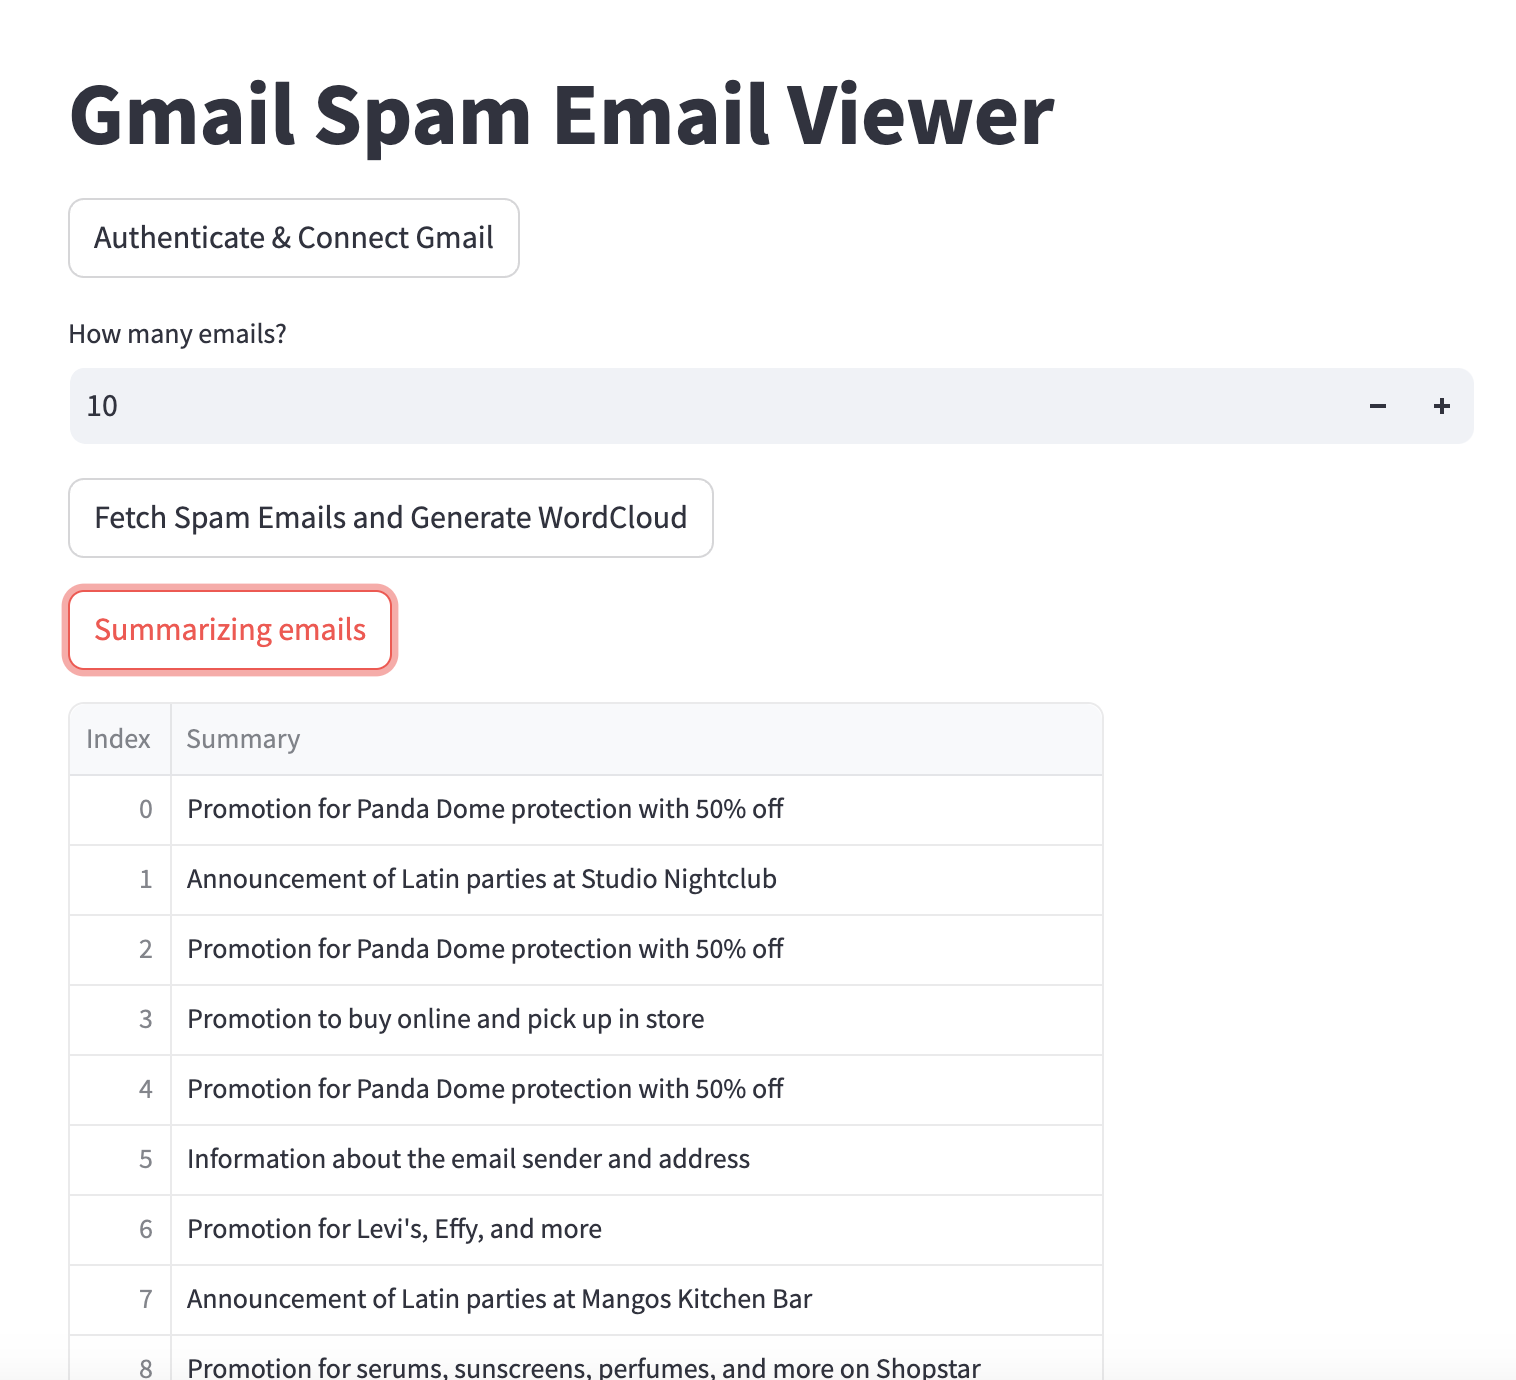 Gmail Spam Email Viewer
Authenticate & Connect Gmail
How many emails?
10 − +
Fetch Spam Emails and Generate WordCloud
Summarizing emails
Index Summary
0 Promotion for Panda Dome protection with 50% off
1 Announcement of Latin parties at Studio Nightclub
2 Promotion for Panda Dome protection with 50% off
3 Promotion to buy online and pick up in store
4 Promotion for Panda Dome protection with 50% off
5 Information about the email sender and address
6 Promotion for Levi's, Effy, and more
7 Announcement of Latin parties at Mangos Kitchen Bar
8 Promotion for serums, sunscreens, perfumes, and more on Shopstar